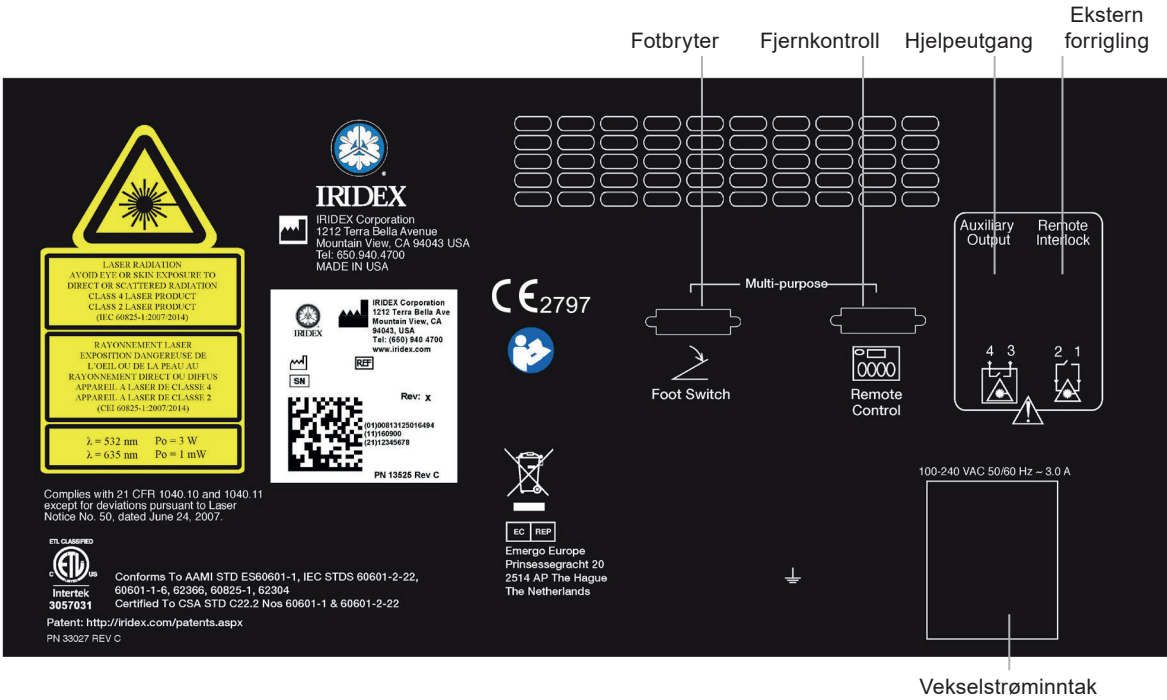 Fotbryter
Fjernkontroll
Hjelpeutgang
Ekstern
forrigling
LASER RADIATION
AVOID EYE OR SKIN EXPOSURE TO
DIRECT OR SCATTERED RADIATION
CLASS 4 LASER PRODUCT
CLASS 2 LASER PRODUCT
(IEC 60825-1:2007/2014)
RAYONNEMENT LASER
EXPOSITION DANGEREUSE DE
L'OEIL OU DE LA PEAU AU
RAYONNEMENT DIRECT OU DIFFUS
APPAREIL A LASER DE CLASSE 4
APPAREIL A LASER DE CLASSE 2
(CEI 60825-1:2007/2014)
λ = 532 nm Po = 3 W
λ = 635 nm Po = 1 mW
Complies with 21 CFR 1040.10 and 1040.11
except for deviations pursuant to Laser
Notice No. 50, dated June 24, 2007.
ETL CLASSIFIED
C ETL US
Intertek
3057031
Conforms To AAMI STD ES60601-1, IEC STDS 60601-2-22,
60601-1-6, 62366, 60825-1, 62304
Certified To CSA STD C22.2 Nos 60601-1 & 60601-2-22
Patent: http://iridex.com/patents.aspx
PN 33027 REV C
IRIDEX
IRIDEX Corporation
1212 Terra Bella Avenue
Mountain View, CA 94043 USA
Tel: 650.940.4700
MADE IN USA
IRIDEX
IRIDEX Corporation
1212 Terra Bella Ave
Mountain View, CA
94043, USA
Tel: (650) 940 4700
www.iridex.com
REF
SN
Rev: X
(01)00813125016494
(11)160900
(21)12345678
PN 13525 Rev C
CE 2797
EC REP
Emergo Europe
Prinsessegracht 20
2514 AP The Hague
The Netherlands
Multi-purpose
Foot Switch
0000
Remote
Control
Auxiliary
Output
Remote
Interlock
4 3
2 1
100-240 VAC 50/60 Hz ~ 3.0 A
Vekselstrøminntak